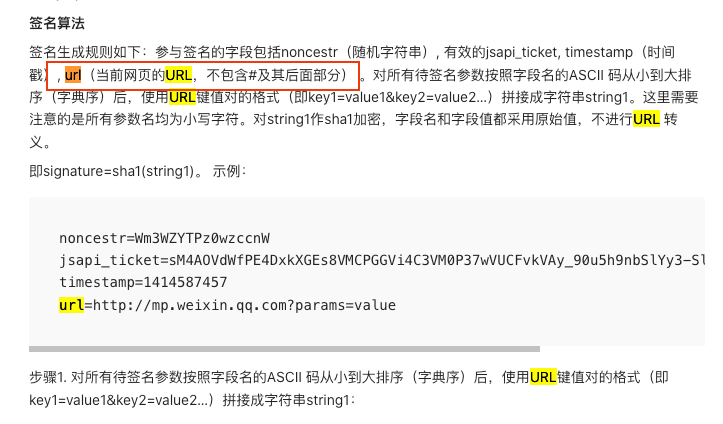 签名算法
签名生成规则如下：参与签名的字段包括noncestr（随机字符串）, 有效的jsapi_ticket, timestamp（时间
戳）, url（当前网页的URL，不包含#及其后面部分） 。对所有待签名参数按照字段名的ASCII 码从小到大排
序（字典序）后，使用URL键值对的格式（即key1=value1&key2=value2…）拼接成字符串string1。这里需要
注意的是所有参数名均为小写字符。对string1作sha1加密，字段名和字段值都采用原始值，不进行URL 转
义。
即signature=sha1(string1)。 示例：
noncestr=Wm3WZYTPz0wzccnW
jsapi_ticket=sM4AOVdWfPE4DxkXGEs8VMCPGGVi4C3VM0P37wVUCFvkVAy_90u5h9nbSlYy3-Sl
timestamp=1414587457
url=http://mp.weixin.qq.com?params=value
步骤1. 对所有待签名参数按照字段名的ASCII 码从小到大排序（字典序）后，使用URL键值对的格式（即
key1=value1&key2=value2…）拼接成字符串string1：